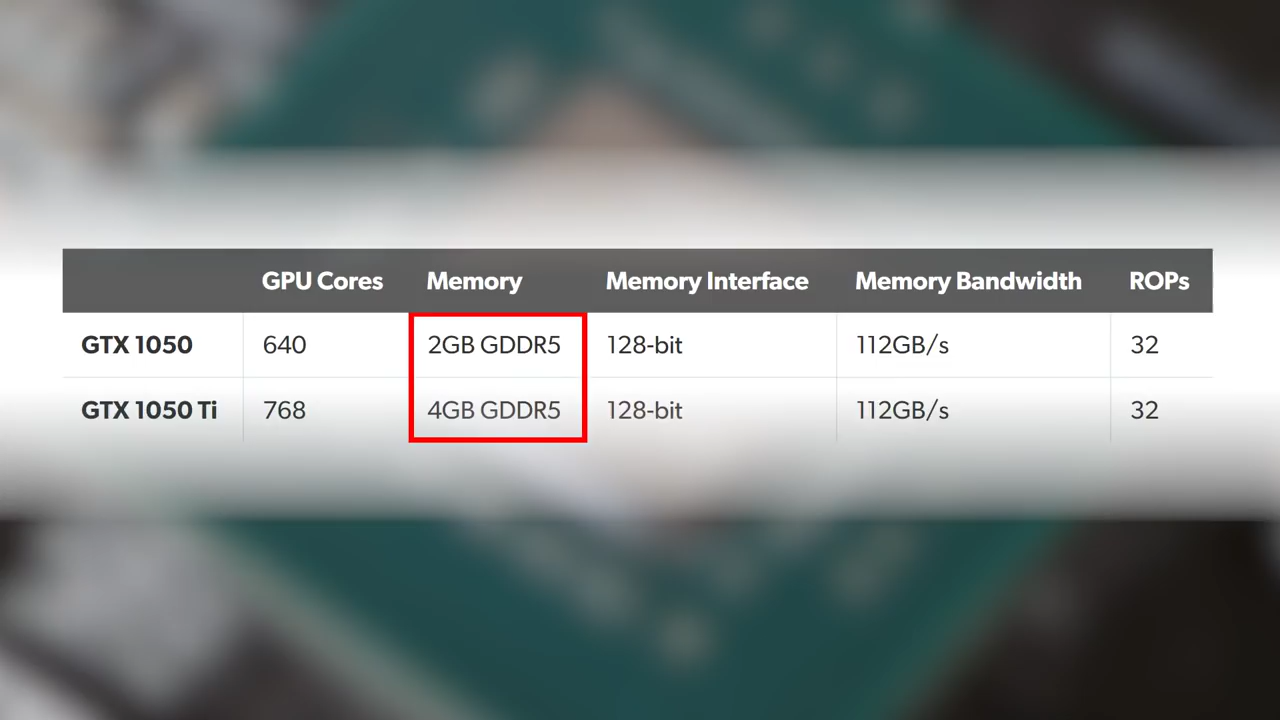 GPU Cores Memory Memory Interface Memory Bandwidth ROPs
GTX 1050 640 2GB GDDR5 128-bit 112GB/s 32
GTX 1050 Ti 768 4GB GDDR5 128-bit 112GB/s 32